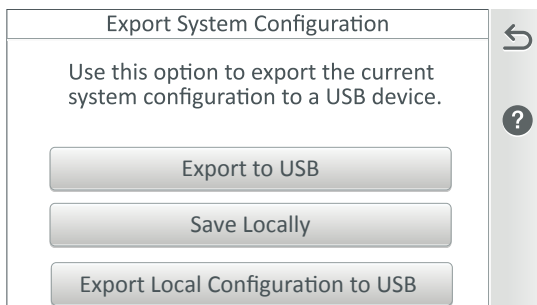 Export System Configuration
Use this option to export the current
system configuration to a USB device.
?
Export to USB
Save Locally
Export Local Configuration to USB